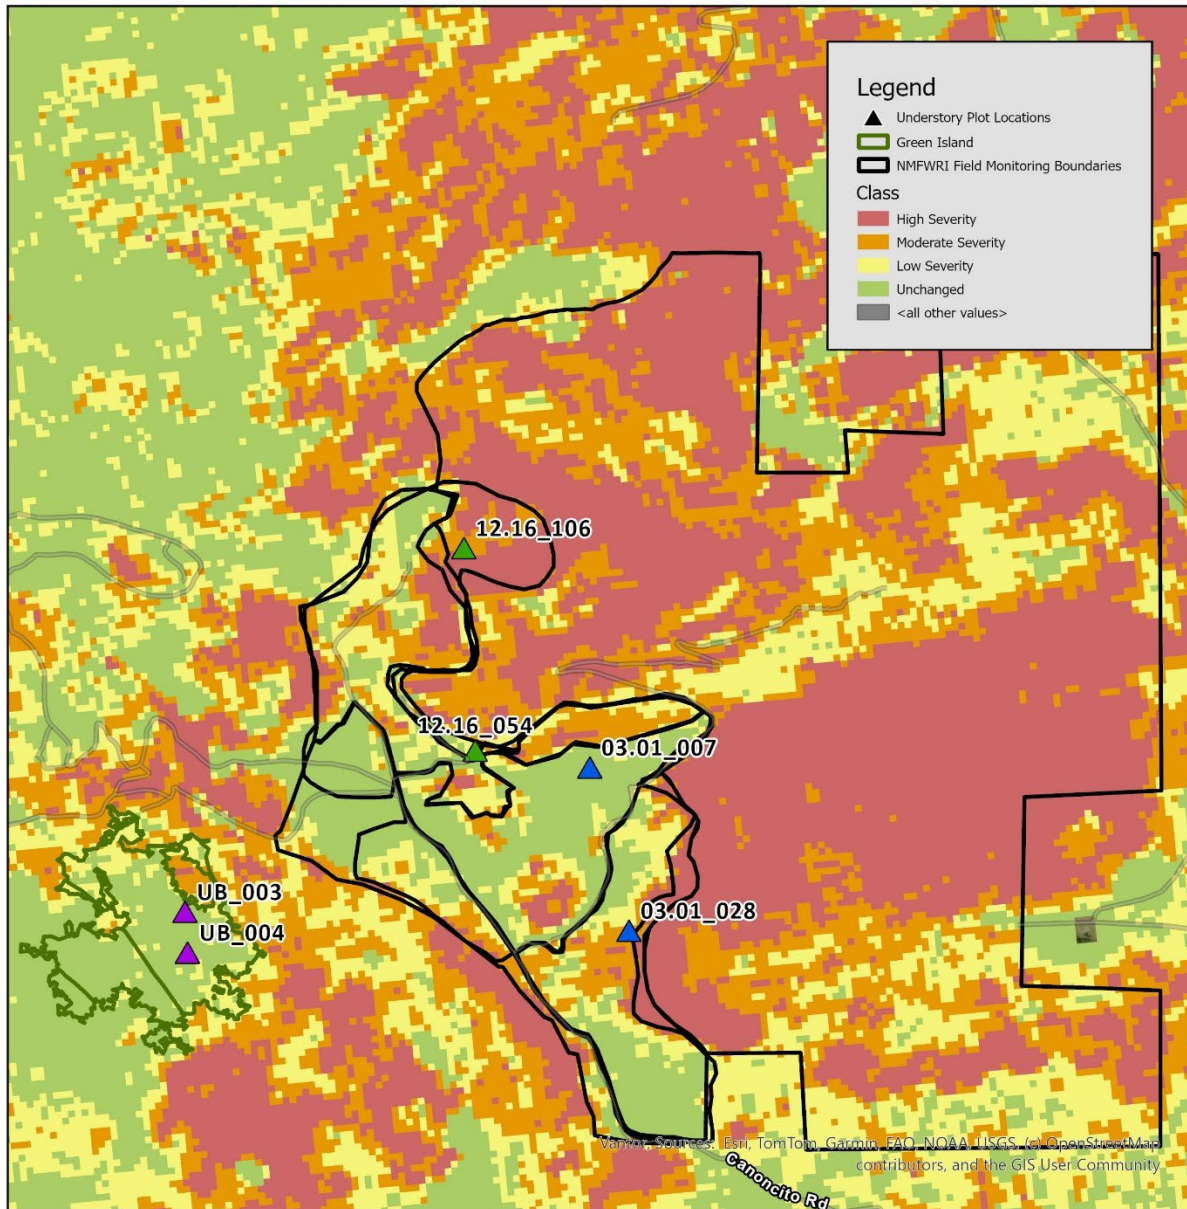 Legend
Understory Plot Locations
Green Island
NMFWRI Field Monitoring Boundaries
Class
High Severity
Moderate Severity
Low Severity
Unchanged
<all other values>
12.16_106
12.16_054
03.01_007
UB_003
UB_004
03.01_028
Vantor, Sources: Esri, TomTom, Garmin, FAO, NOAA, USGS, (c) OpenStreetMap
contributors, and the GIS User Community
Canoncito Rd